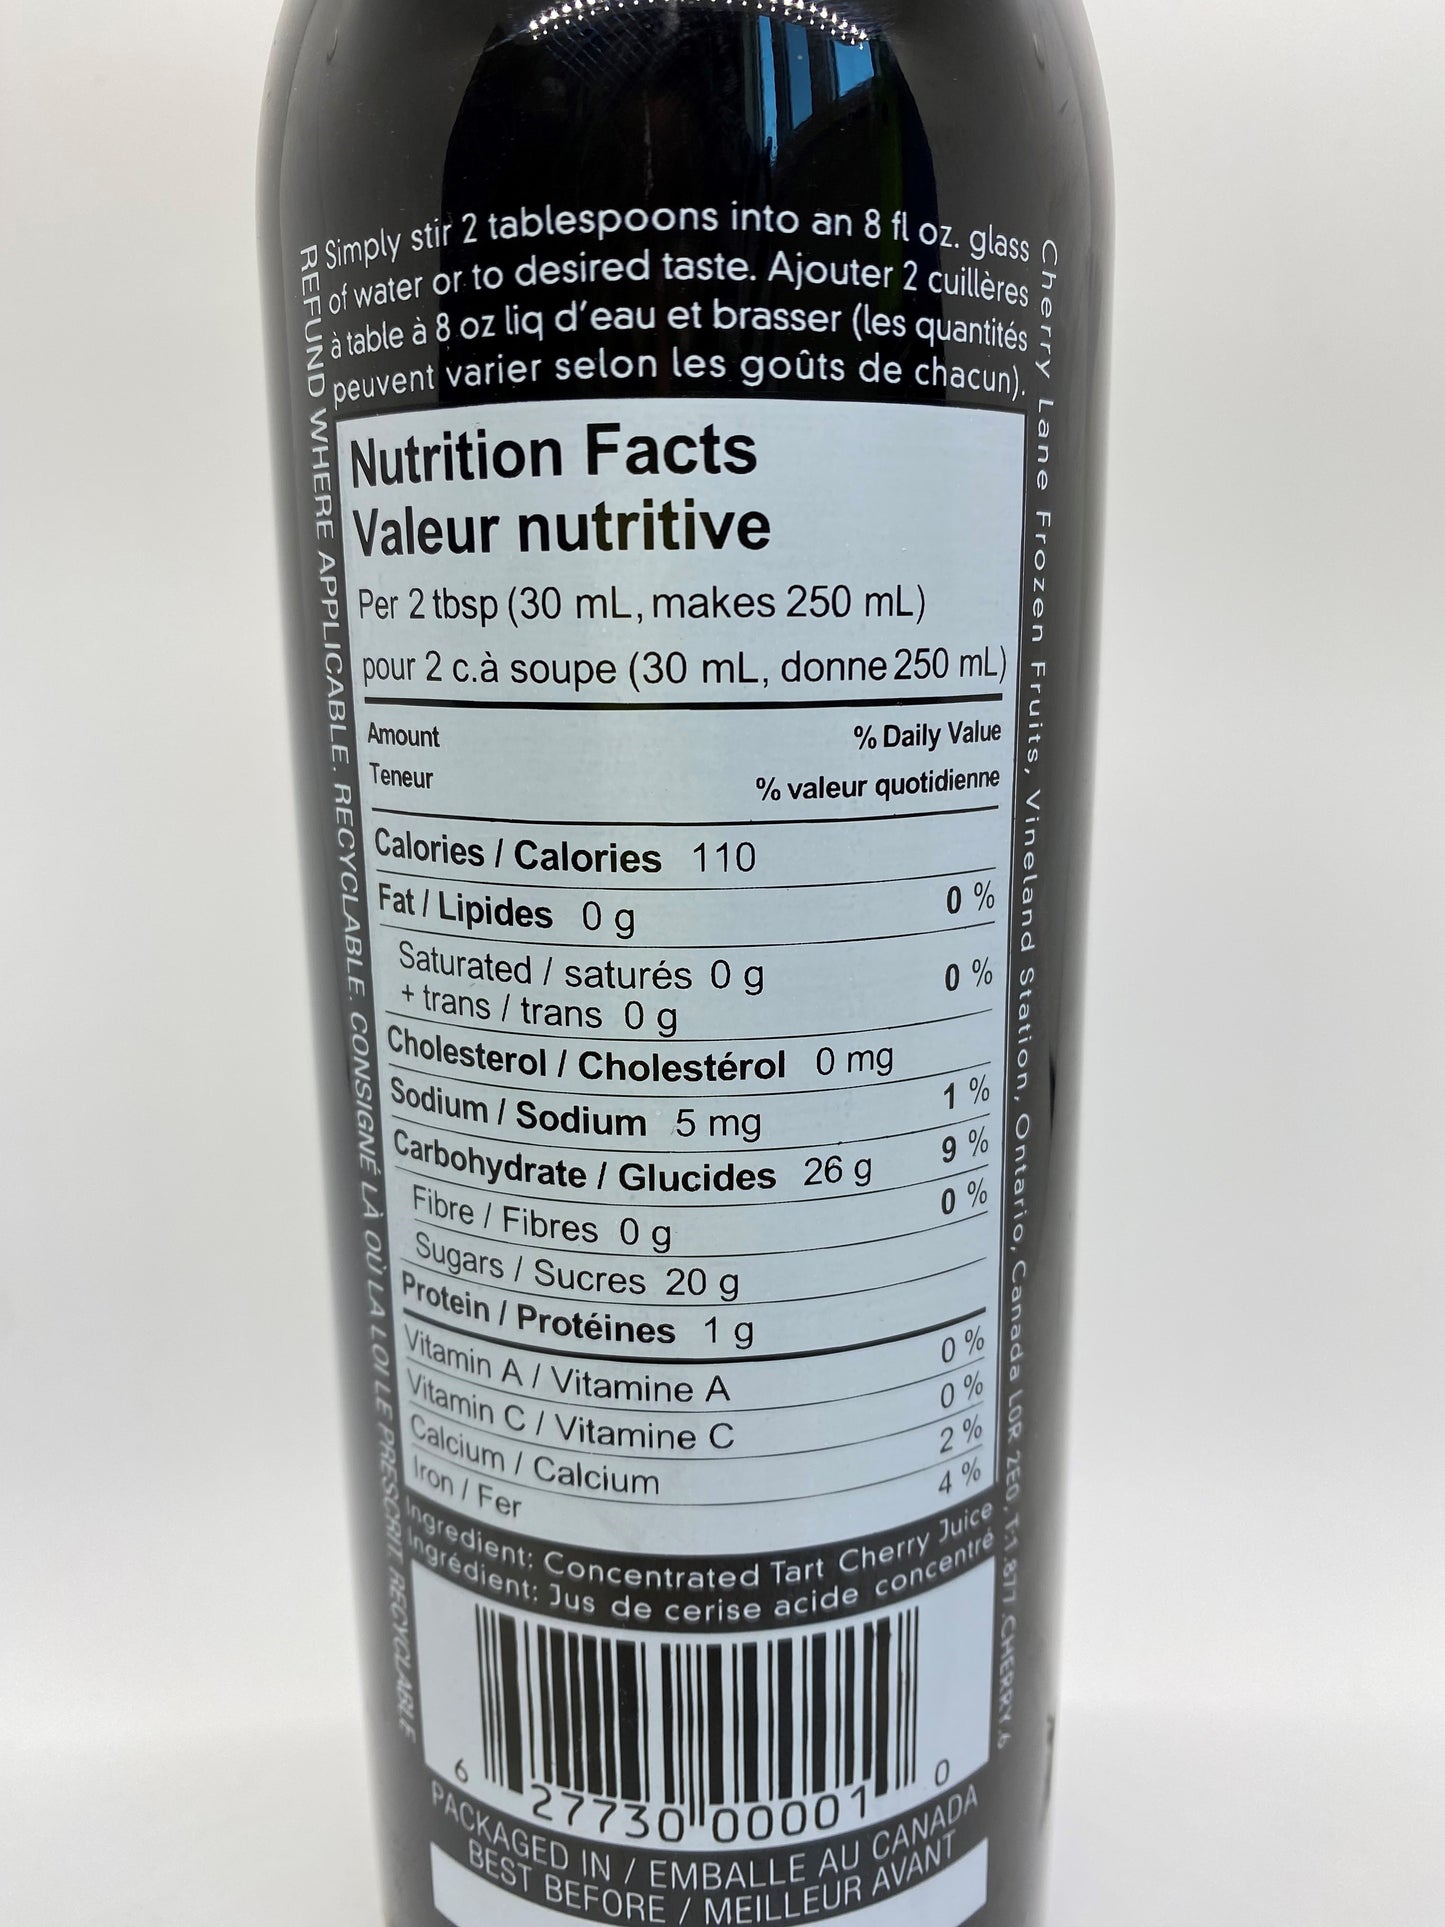 Simply stir 2 tablespoons into an 8 fl oz. glass
of water or to desired taste. Ajouter 2 cuillères
à table à 8 oz liq d'eau et brasser (les quantités
peuvent varier selon les goûts de chacun).
REFUND WHERE APPLICABLE. RECYCLABLE. CONSIGNÉ LÀ OÙ LA LOI LE PRESCRIT. RECYCLABLE
Cherry Lane Frozen Fruits, Vineland Station, Ontario, Canada L0R 2E0, T:1.877.CHERRY.6
Nutrition Facts
Valeur nutritive
Per 2 tbsp (30 mL, makes 250 mL)
pour 2 c.à soupe (30 mL, donne 250 mL)
Amount % Daily Value
Teneur % valeur quotidienne
Calories / Calories 110
Fat / Lipides 0 g 0 %
Saturated / saturés 0 g 0 %
+ trans / trans 0 g
Cholesterol / Cholestérol 0 mg
Sodium / Sodium 5 mg 1 %
Carbohydrate / Glucides 26 g 9 %
Fibre / Fibres 0 g 0 %
Sugars / Sucres 20 g
Protein / Protéines 1 g
Vitamin A / Vitamine A 0 %
Vitamin C / Vitamine C 0 %
Calcium / Calcium 2 %
Iron / Fer 4 %
Ingredient: Concentrated Tart Cherry Juice
Ingrédient: Jus de cerise acide concentré
6 27730 00001 0
PACKAGED IN / EMBALLE AU CANADA
BEST BEFORE / MEILLEUR AVANT